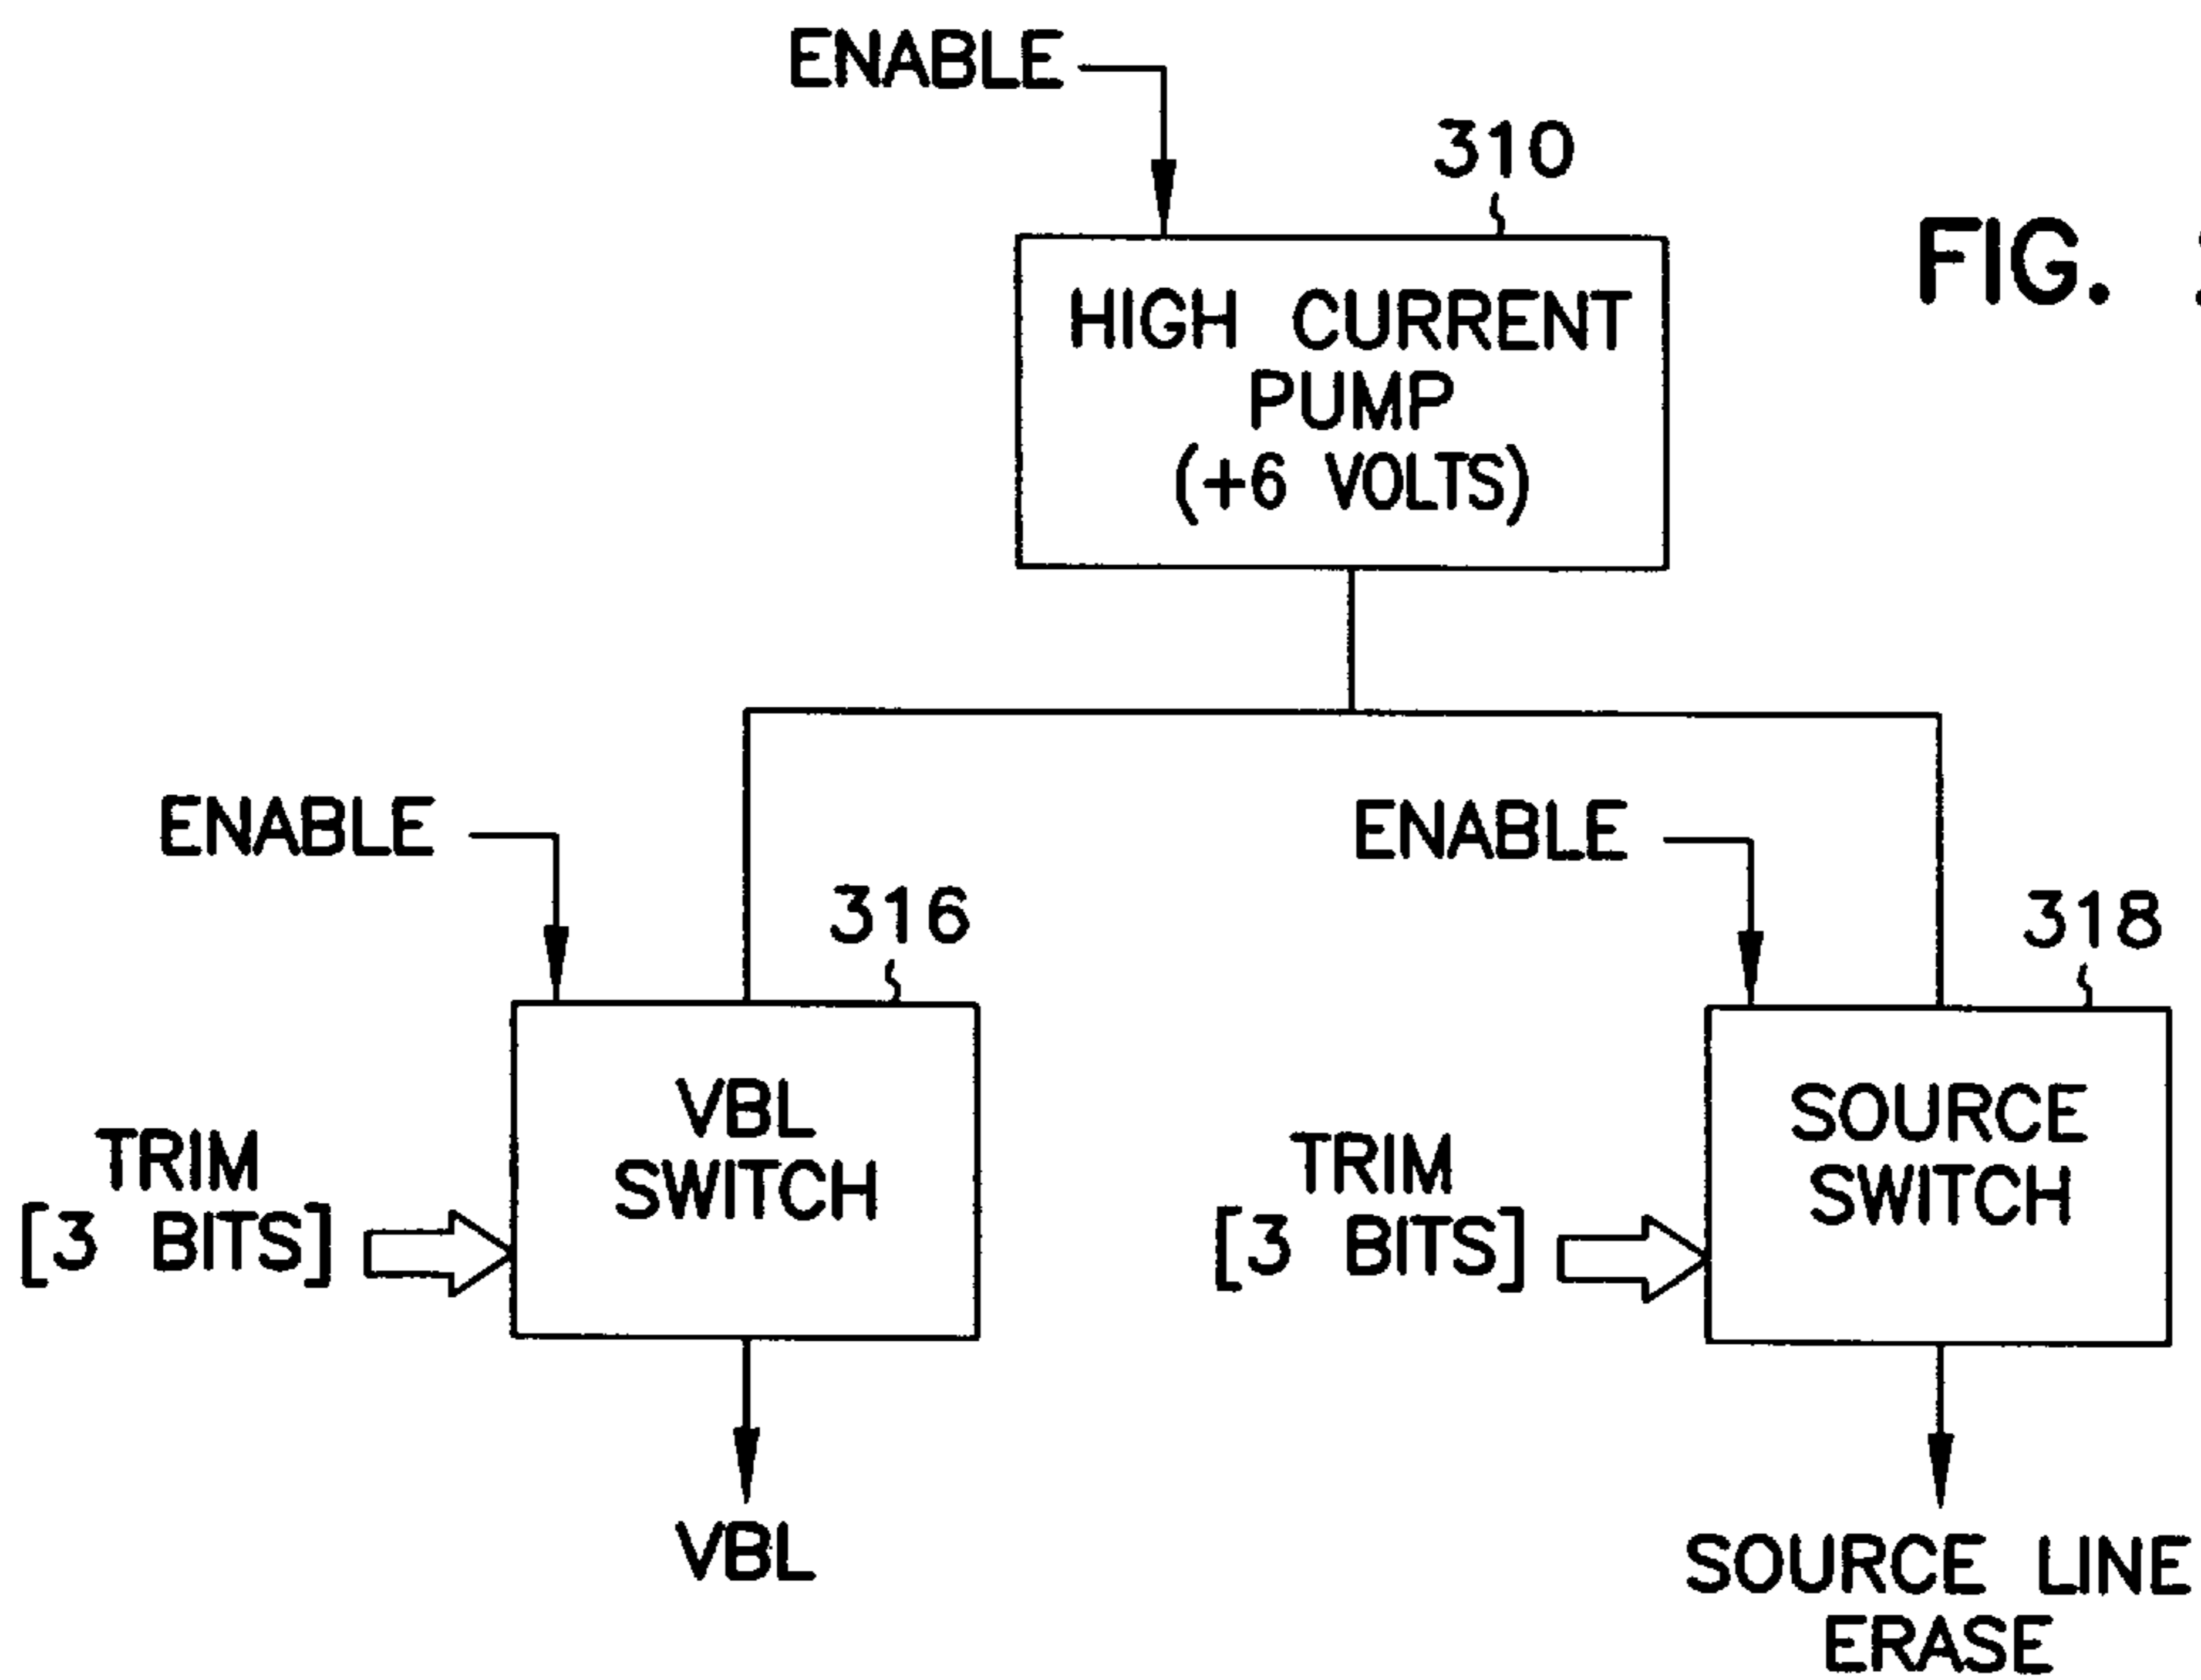 ENABLE
310
FIG.
HIGH CURRENT
PUMP
(+6 VOLTS)
ENABLE
316
ENABLE
318
VBL
SWITCH
TRIM
[3 BITS]
SOURCE
SWITCH
TRIM
[3 BITS]
VBL
SOURCE LINE
ERASE